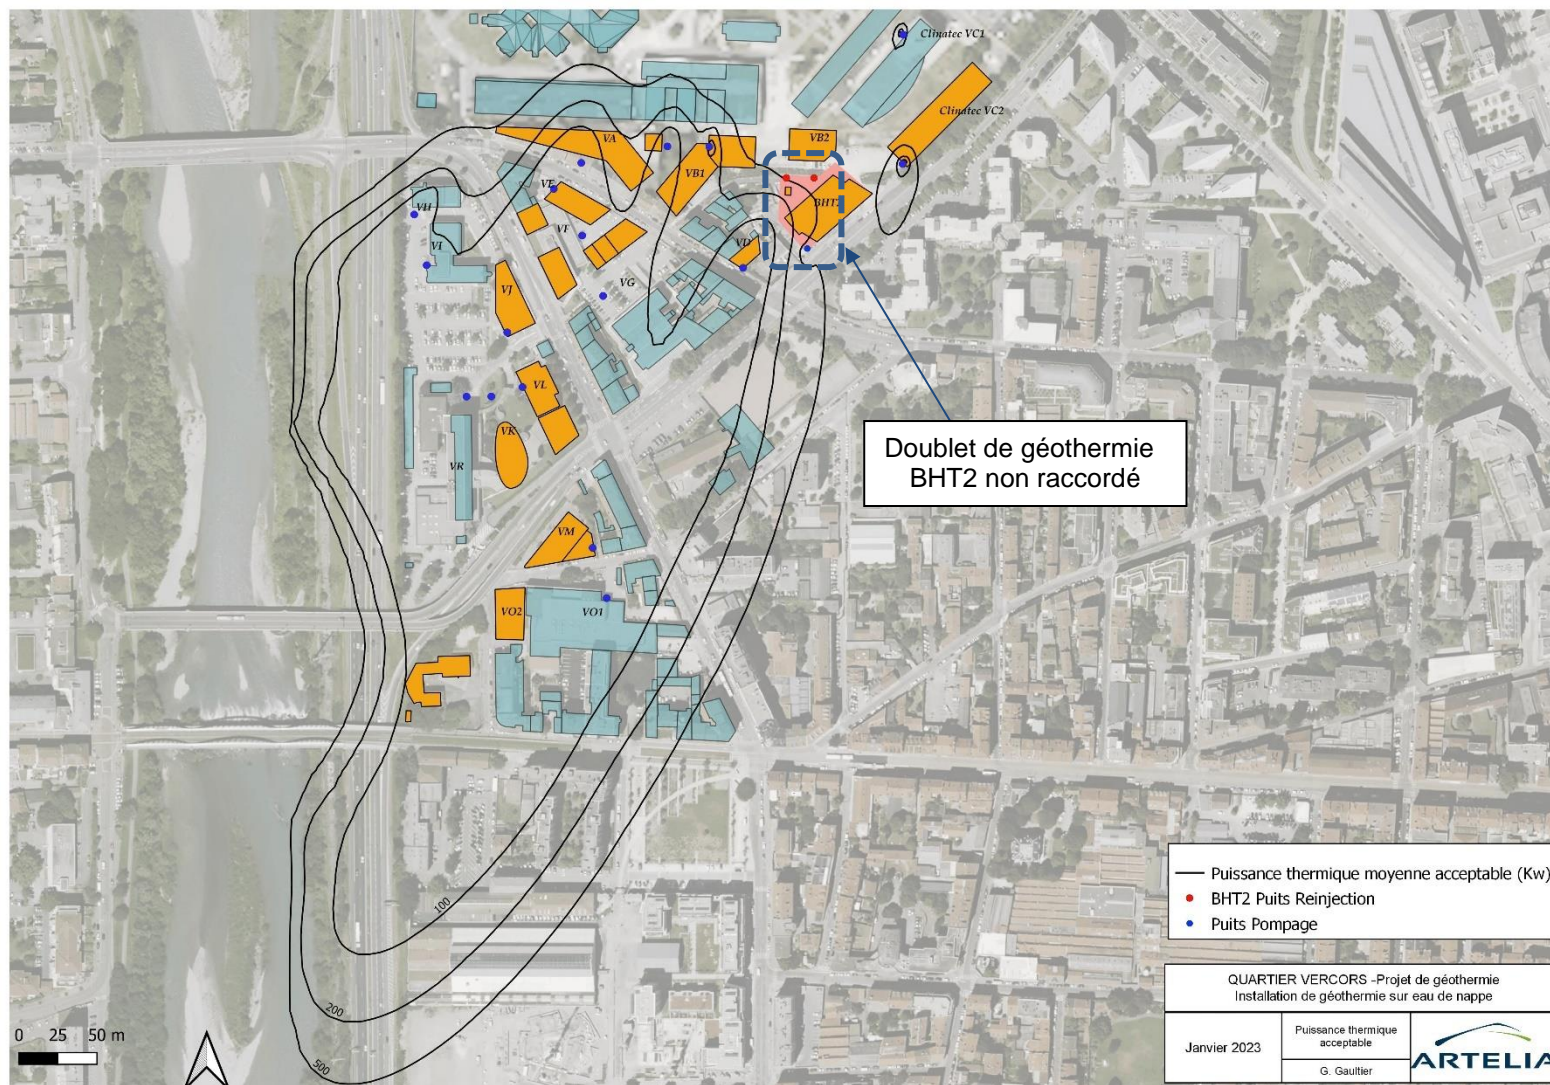 Clinatec VC1
Clinatec VC2
VA
VB2
VB1
VH
VE
VI
VF
VD
VG
VJ
VL
VK
VR
VM
VO2
VO1
Doublet de géothermie
BHT2 non raccordé
100
200
500
Puissance thermique moyenne acceptable (Kw)
BHT2 Puits Reinjection
Puits Pompage
QUARTIER VERCORS -Projet de géothermie
Installation de géothermie sur eau de nappe
Janvier 2023
Puissance thermique
acceptable
G. Gaultier
ARTELIA
0 25 50 m